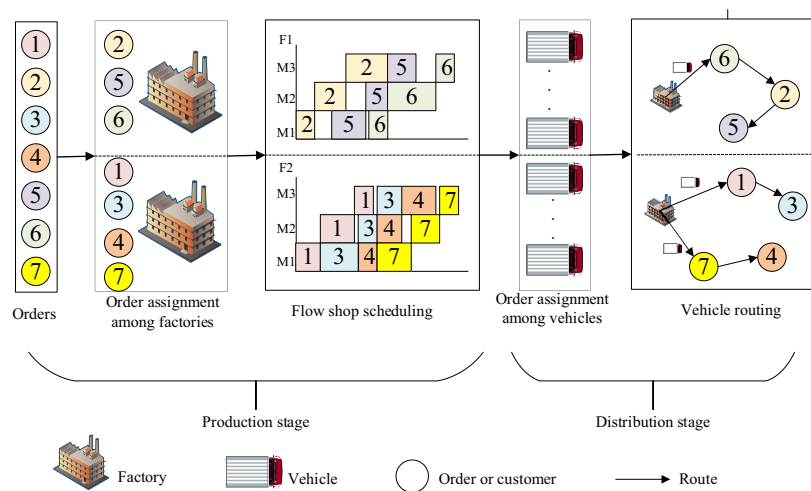 1
2
3
4
5
6
7
Orders
2
5
6
1
3
4
7
Order assignment
among factories
F1
M3 2 5 6
M2 2 5 6
M1 2 5 6
F2
M3 1 3 4 7
M2 1 3 4 7
M1 1 3 4 7
Flow shop scheduling
Order assignment
among vehicles
6
2
5
1
3
7
4
Vehicle routing
Production stage
Distribution stage
Factory
Vehicle
Order or customer
Route